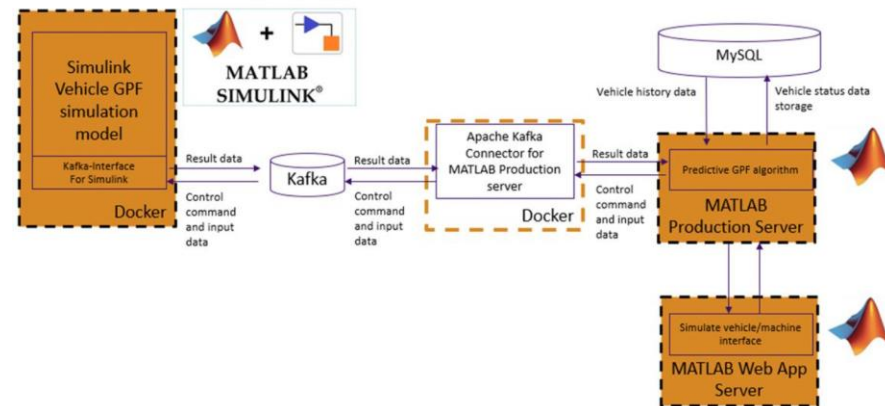 Simulink
Vehicle GPF
simulation
model
Kafka-Interface
For Simulink
Docker
+
MATLAB
SIMULINK®
Result data
Control
command
and input
data
Kafka
Result data
Control
command
and input
data
Apache Kafka
Connector for
MATLAB Production
server
Docker
Result data
Control
command
and input
data
MySQL
Vehicle history data
Vehicle status data
storage
Predictive GPF algorithm
MATLAB
Production Server
Simulate vehicle/machine
interface
MATLAB Web App
Server